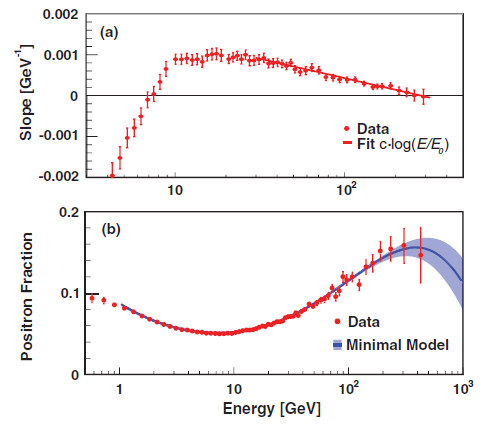 (a)
Slope [GeV⁻¹]
0.002
0.001
0
-0.001
-0.002
Data
Fit c·log(E/E₀)
10
10²
(b)
Positron Fraction
0.2
0.1
0
Data
Minimal Model
1
10
10²
10³
Energy [GeV]